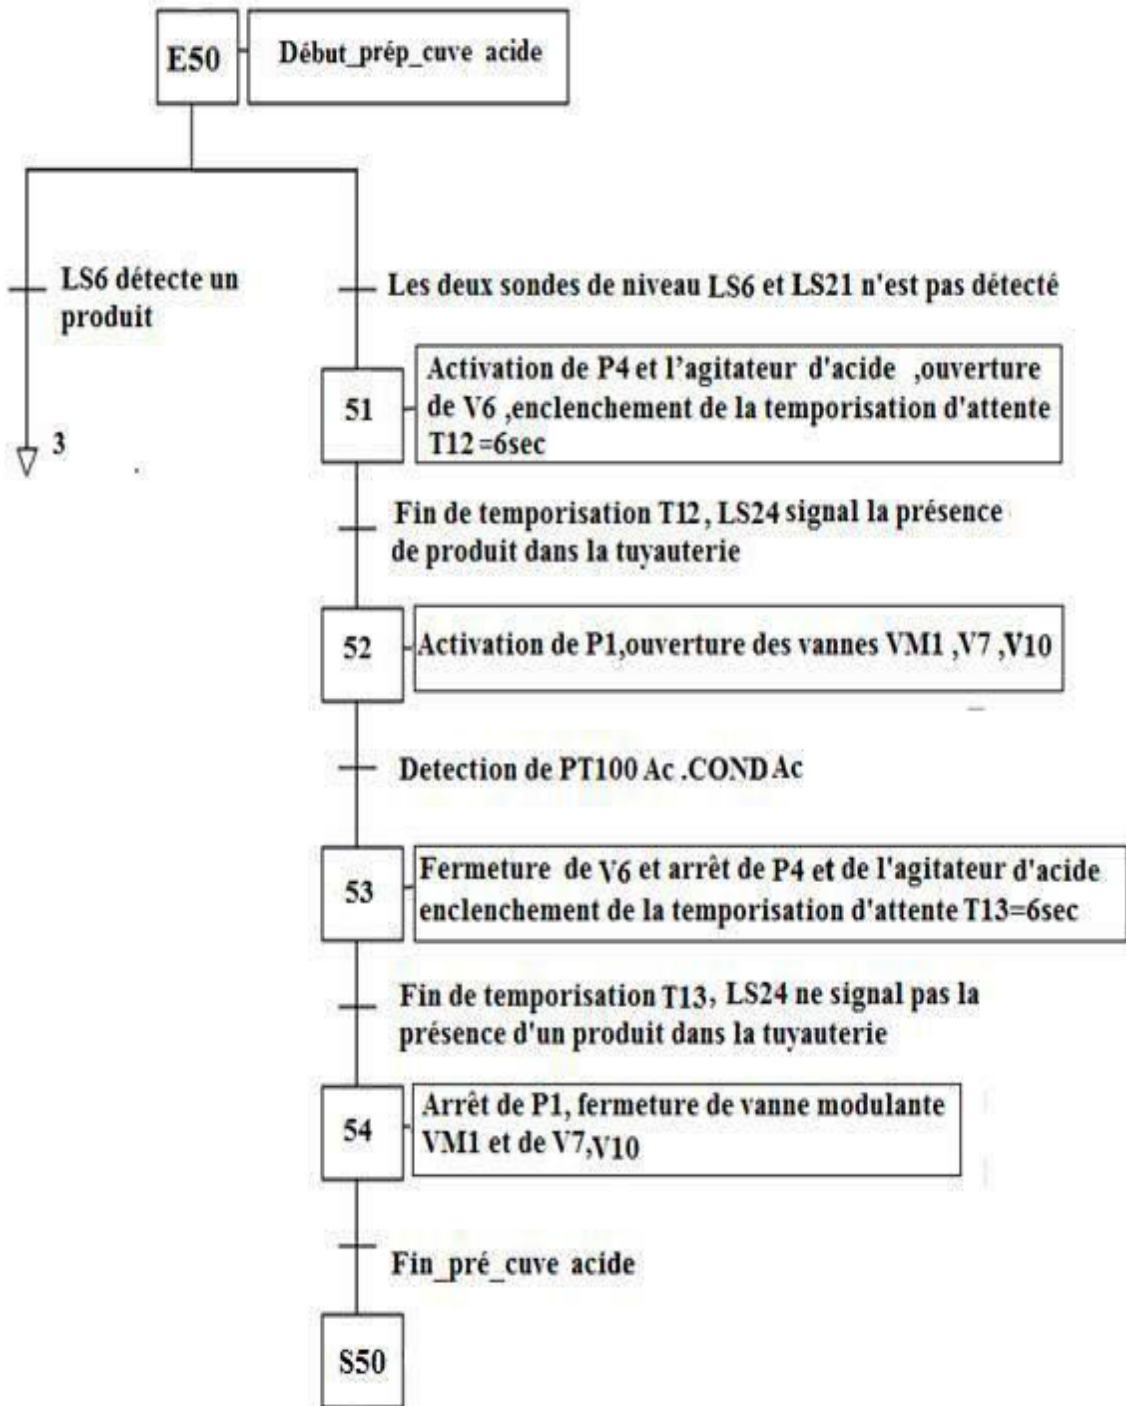 E50
Début_prép_cuve acide
LS6 détecte un
produit
Les deux sondes de niveau LS6 et LS21 n'est pas détecté
3
51
Activation de P4 et l'agitateur d'acide ,ouverture
de V6 ,enclenchement de la temporisation d'attente
T12 =6sec
Fin de temporisation T12, LS24 signal la présence
de produit dans la tuyauterie
52
Activation de P1,ouverture des vannes VM1 ,V7 ,V10
Detection de PT100 Ac .COND Ac
53
Fermeture de V6 et arrêt de P4 et de l'agitateur d'acide
enclenchement de la temporisation d'attente T13=6sec
Fin de temporisation T13, LS24 ne signal pas la
présence d'un produit dans la tuyauterie
54
Arrêt de P1, fermeture de vanne modulante
VM1 et de V7,V10
Fin_pré_cuve acide
S50